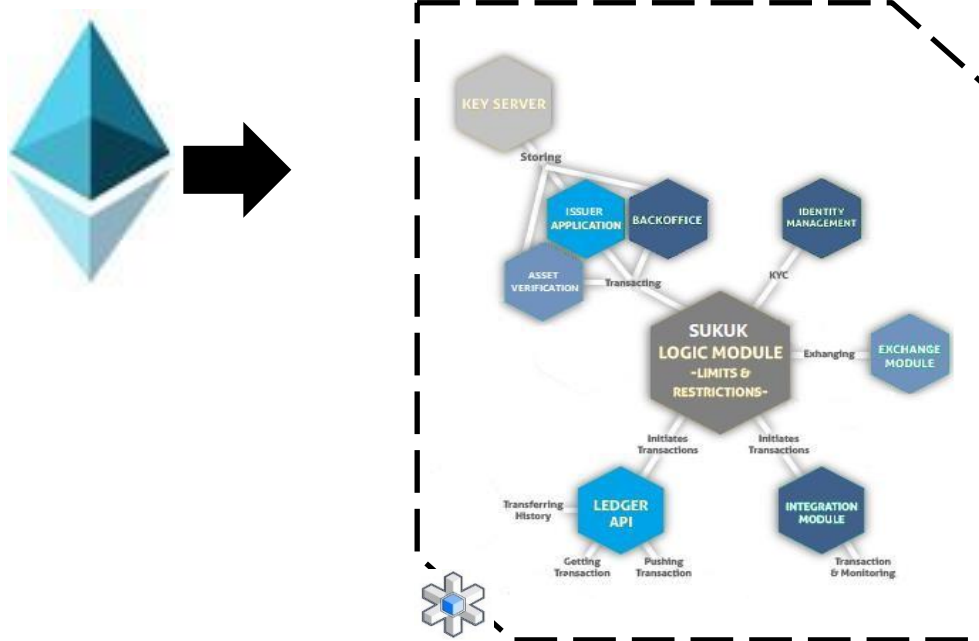 KEY SERVER
Storing
ISSUER
APPLICATION
BACKOFFICE
IDENTITY
MANAGEMENT
ASSET
VERIFICATION
Transacting
KYC
SUKUK
LOGIC MODULE
-LIMITS &
RESTRICTIONS-
Exhanging
EXCHANGE
MODULE
Initiates
Transactions
Initiates
Transactions
Transferring
History
LEDGER
API
INTEGRATION
MODULE
Getting
Transaction
Pushing
Transaction
Transaction
& Monitoring